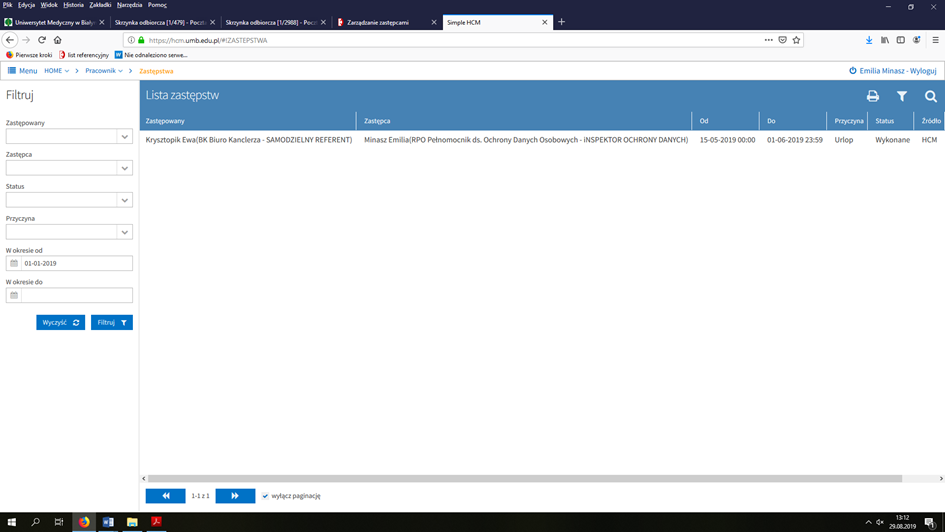 Plik Edycja Widok Historia Zakładki Narzędzia Pomoc
Uniwersytet Medyczny w Białym
Skrzynka odbiorcza [1/479] - Poczt
Skrzynka odbiorcza [1/2988] - Pocz
Zarządzanie zastępcami
Simple HCM
https://hcm.umb.edu.pl/#!ZASTEPSTWA
Pierwsze kroki list referencyjny Nie odnaleziono serwe...
Menu HOME Pracownik Zastępstwa Emilia Minasz - Wyloguj
Filtruj
Zastępowany
Zastępca
Status
Przyczyna
W okresie od
01-01-2019
W okresie do
Wyczyść Filtruj
Lista zastępstw
Zastępowany Zastępca Od Do Przyczyna Status Źródło
Krysztopik Ewa(BK Biuro Kanclerza - SAMODZIELNY REFERENT) Minasz Emilia(RPO Pełnomocnik ds. Ochrony Danych Osobowych - iNSPEKTOR OCHRONY DANYCH) 15-05-2019 00:00 01-06-2019 23:59 Urlop Wykonane HCM
1-1 z 1 wyłącz paginację
13:12
29.08.2019